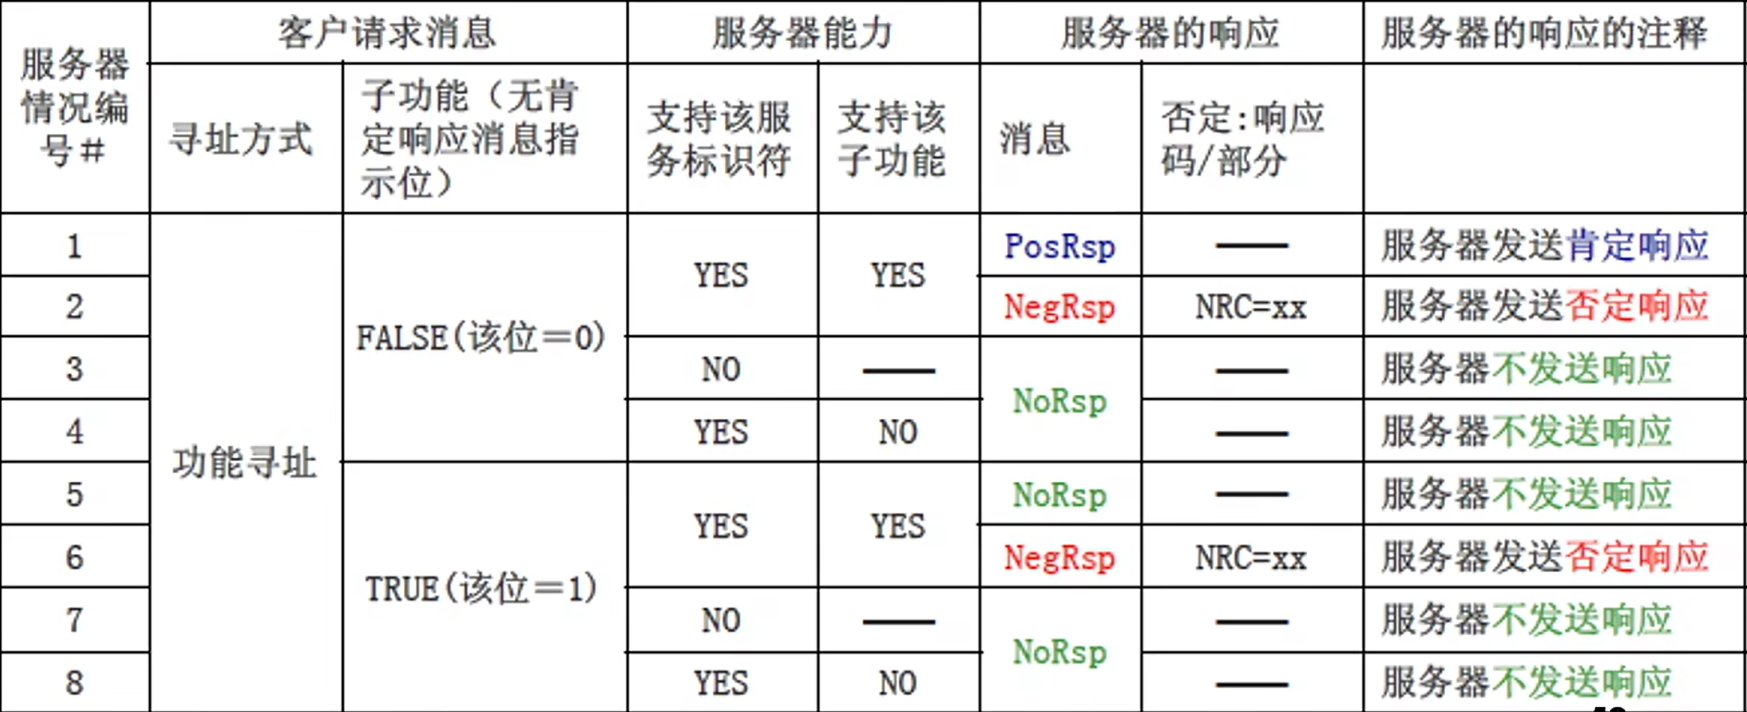 服务器情况编号＃
客户请求消息
服务器能力
服务器的响应
服务器的响应的注释
寻址方式
子功能（无肯定响应消息指示位）
支持该服务标识符
支持该子功能
消息
否定:响应码/部分
功能寻址
FALSE(该位＝0)
1 YES YES PosRsp —— 服务器发送肯定响应
2 NegRsp NRC=xx 服务器发送否定响应
3 NO —— NoRsp —— 服务器不发送响应
4 YES NO —— 服务器不发送响应
TRUE(该位＝1)
5 YES YES NoRsp —— 服务器不发送响应
6 NegRsp NRC=xx 服务器发送否定响应
7 NO —— NoRsp —— 服务器不发送响应
8 YES NO —— 服务器不发送响应